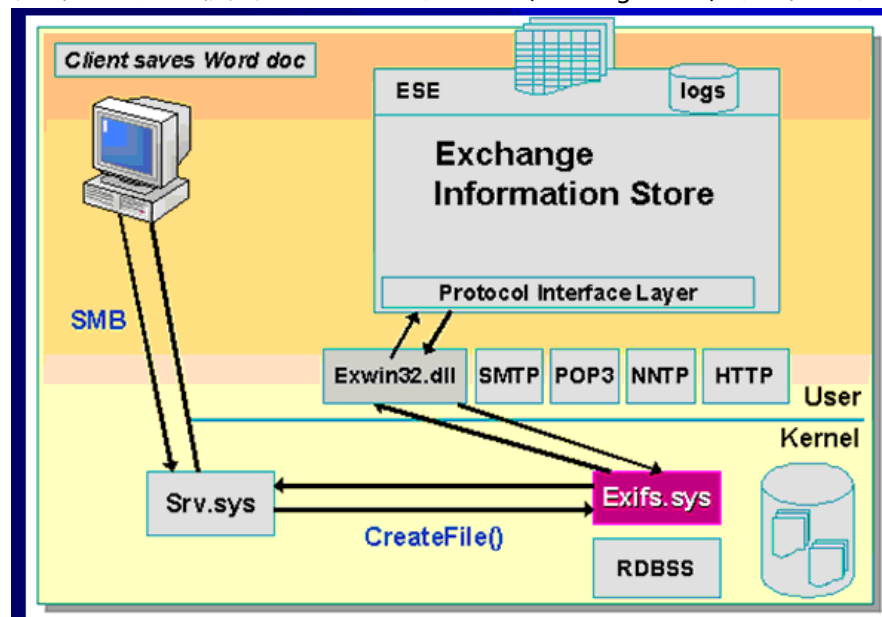 Client saves Word doc
ESE
logs
Exchange
Information Store
Protocol Interface Layer
SMB
Exwin32.dll
SMTP
POP3
NNTP
HTTP
User
Kernel
Srv.sys
Exifs.sys
CreateFile()
RDBSS